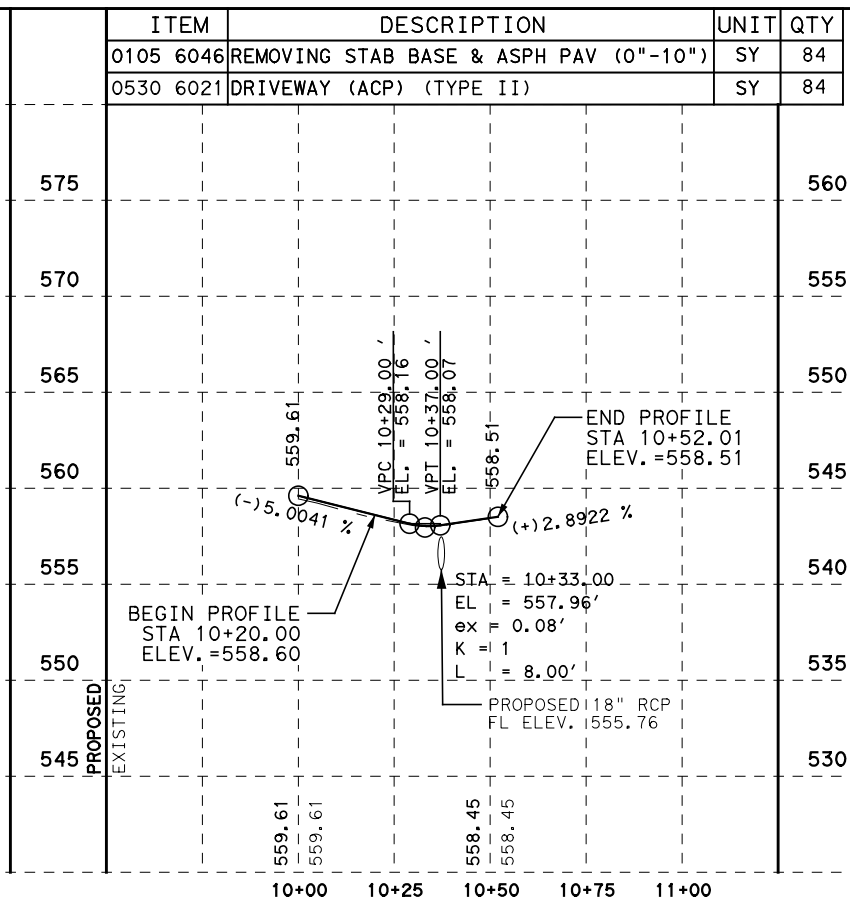 ITEM DESCRIPTION UNIT QTY
0105 6046 REMOVING STAB BASE & ASPH PAV (0"-10") SY 84
0530 6021 DRIVEWAY (ACP) (TYPE II) SY 84
575 560
570 555
565 550
560 545
555 540
550 535
545 530
559.61
VPC 10+29.00 '
EL. = 558.16
VPT 10+37.00 '
EL. = 558.07
558.51
END PROFILE
STA 10+52.01
ELEV.=558.51
(-)5.0041 %
(+)2.8922 %
BEGIN PROFILE
STA 10+20.00
ELEV.=558.60
STA = 10+33.00
EL = 557.96'
ex = 0.08'
K = 1
L = 8.00'
PROPOSED 18" RCP
FL ELEV. 555.76
PROPOSED
EXISTING
559.61
559.61
558.45
558.45
10+00 10+25 10+50 10+75 11+00